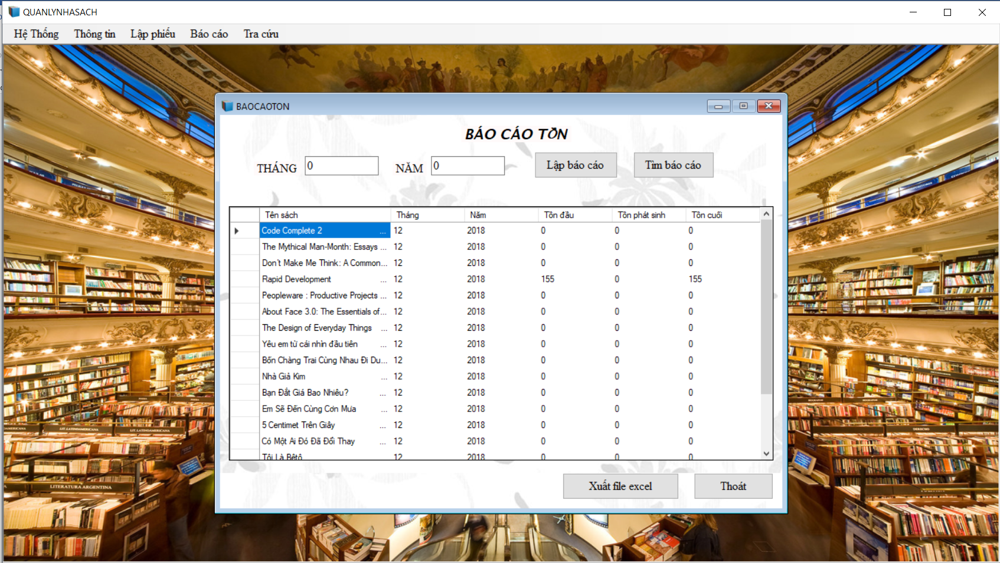 QUANLYNHASACH
Hệ Thống Thông tin Lập phiếu Báo cáo Tra cứu
BAOCAOTON
BÁO CÁO TỒN
THÁNG 0 NĂM 0 Lập báo cáo Tìm báo cáo
Tên sách Tháng Năm Tồn đầu Tồn phát sinh Tồn cuối
Code Complete 2 ... 12 2018 0 0 0
The Mythical Man-Month: Essays ... 12 2018 0 0 0
Don't Make Me Think: A Common... 12 2018 0 0 0
Rapid Development ... 12 2018 155 0 155
Peopleware : Productive Projects ... 12 2018 0 0 0
About Face 3.0: The Essentials of... 12 2018 0 0 0
The Design of Everyday Things ... 12 2018 0 0 0
Yêu em từ cái nhìn đầu tiên ... 12 2018 0 0 0
Bốn Chàng Trai Cùng Nhau Đi Du... 12 2018 0 0 0
Nhà Giả Kim ... 12 2018 0 0 0
Bạn Đắt Giá Bao Nhiêu? ... 12 2018 0 0 0
Em Sẽ Đến Cùng Cơn Mưa ... 12 2018 0 0 0
5 Centimet Trên Giây ... 12 2018 0 0 0
Có Một Ai Đó Đã Đổi Thay ... 12 2018 0 0 0
Tôi Là Bêtô 12 2018 0 0 0
Xuất file excel Thoát
LIT. LATINOAMERICANA
LITERATURA ARGENTINA
DERECHO